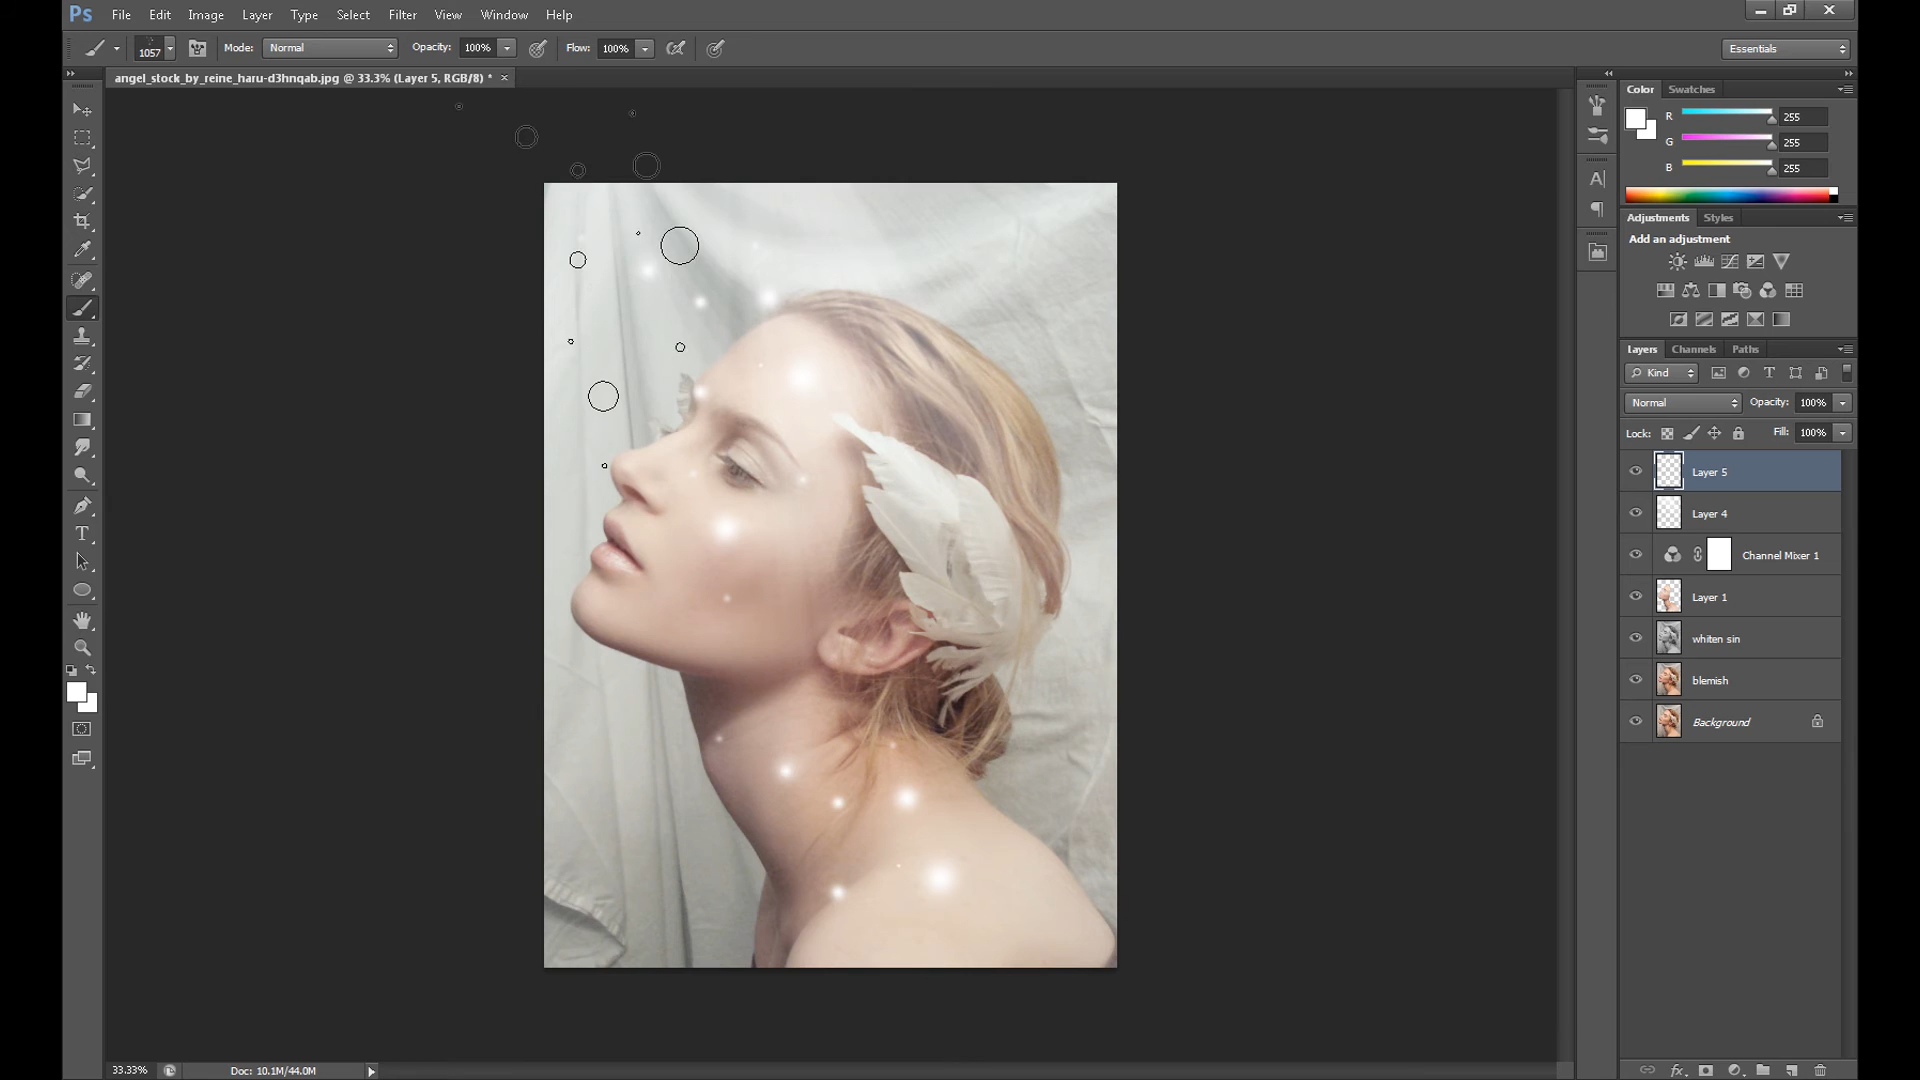 Ps File Edit Image Layer Type Select Filter View Window Help
1057 Mode: Normal Opacity: 100% Flow: 100% Essentials
angel_stock_by_reine_haru-d3hnqab.jpg @ 33.3% (Layer 5, RGB/8) *
Color Swatches
R 255
G 255
B 255
Adjustments Styles
Add an adjustment
Layers Channels Paths
Kind
Normal Opacity: 100%
Lock: Fill: 100%
Layer 5
Layer 4
Channel Mixer 1
Layer 1
whiten sin
blemish
Background
33.33% Doc: 10.1M/44.0M